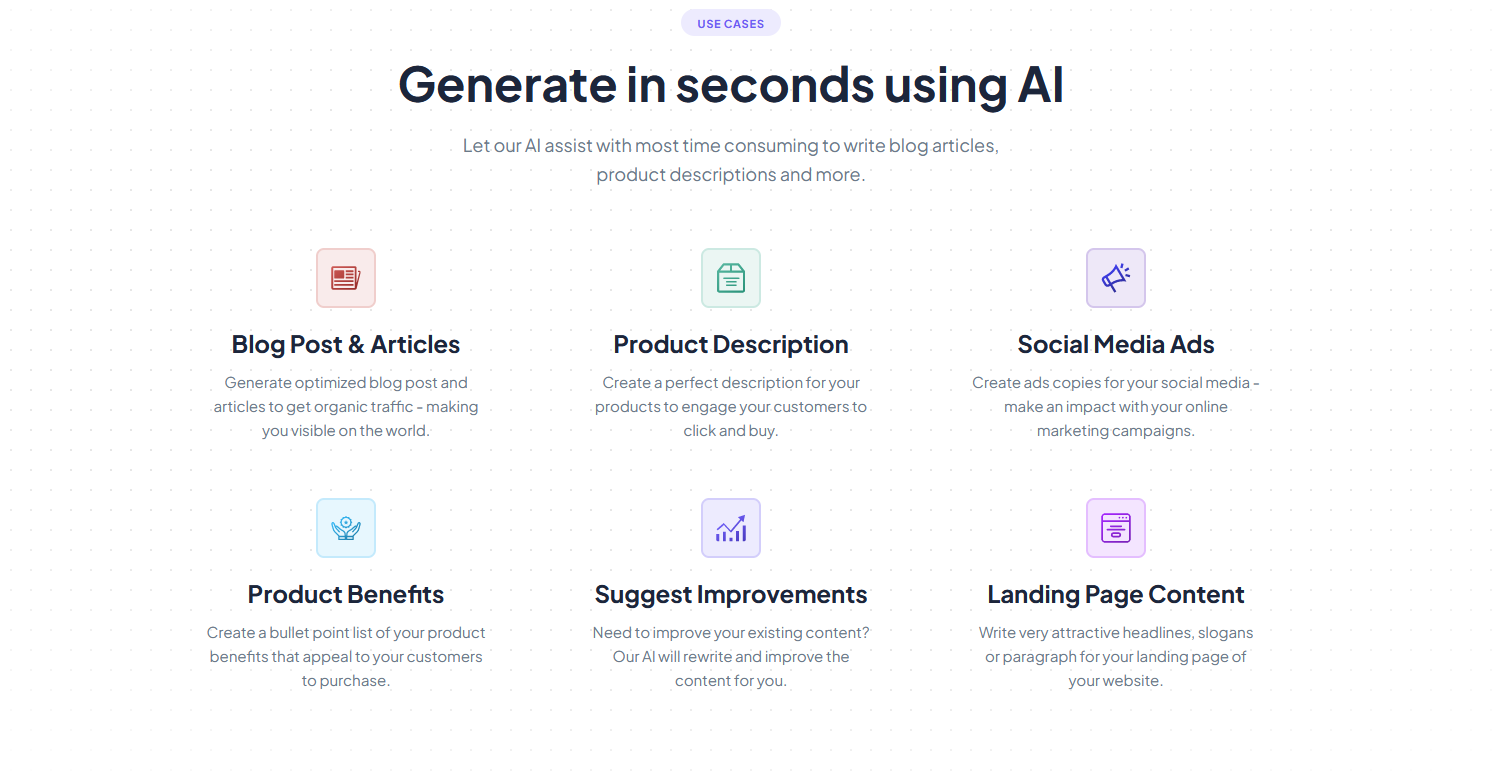 USE CASES
Generate in seconds using AI
Let our AI assist with most time consuming to write blog articles,
product descriptions and more.
Blog Post & Articles
Generate optimized blog post and
articles to get organic traffic - making
you visible on the world.
Product Description
Create a perfect description for your
products to engage your customers to
click and buy.
Social Media Ads
Create ads copies for your social media -
make an impact with your online
marketing campaigns.
Product Benefits
Create a bullet point list of your product
benefits that appeal to your customers
to purchase.
Suggest Improvements
Need to improve your existing content?
Our AI will rewrite and improve the
content for you.
Landing Page Content
Write very attractive headlines, slogans
or paragraph for your landing page of
your website.